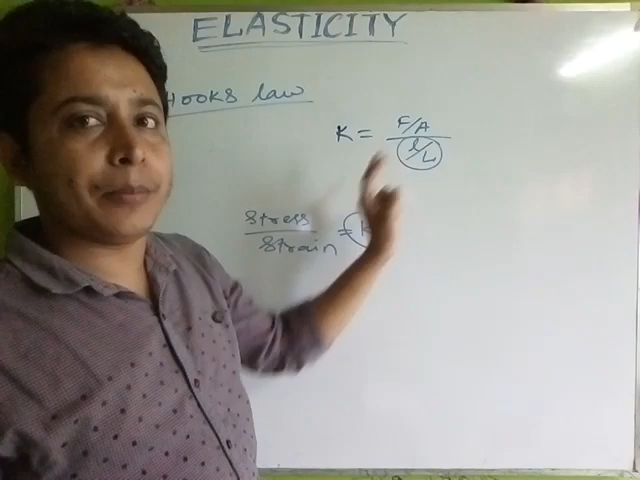 ELASTICITY
HOOKS law
K = F/A
l/L
Stress
Strain = K